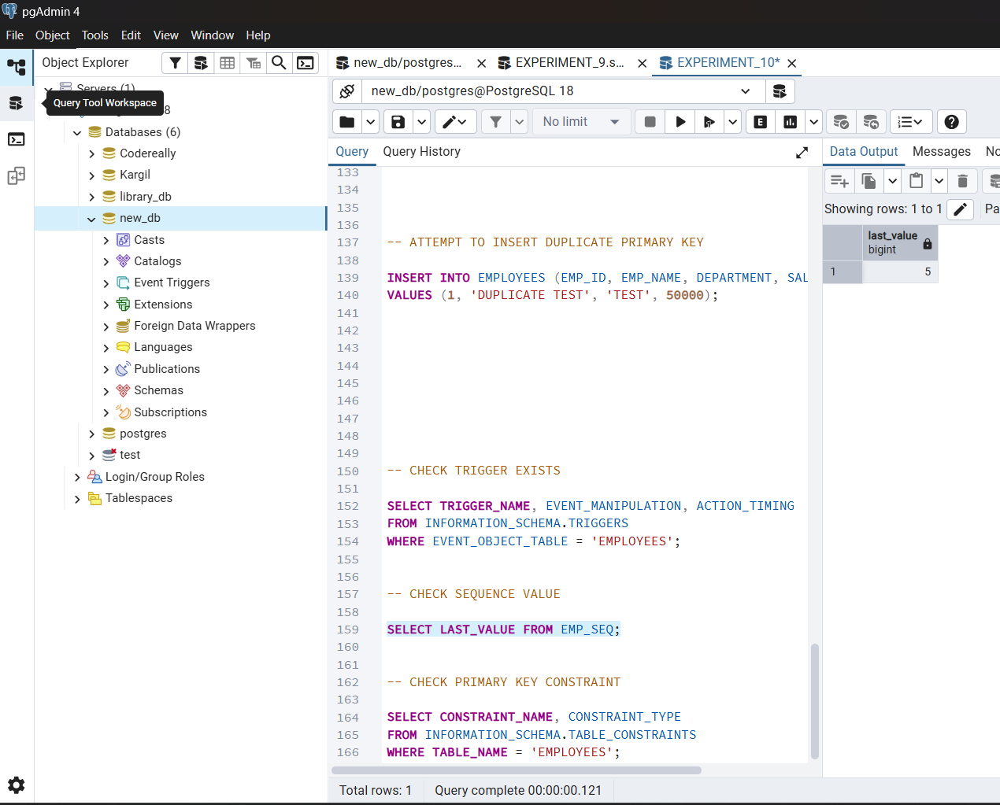 pgAdmin 4
File Object Tools Edit View Window Help
Object Explorer
new_db/postgres...
EXPERIMENT_9.s...
EXPERIMENT_10*
Servers (1)
Query Tool Workspace
8
Databases (6)
Codereally
Kargil
library_db
new_db
Casts
Catalogs
Event Triggers
Extensions
Foreign Data Wrappers
Languages
Publications
Schemas
Subscriptions
postgres
test
Login/Group Roles
Tablespaces
new_db/postgres@PostgreSQL 18
No limit
E
Query Query History
133
134
135
136
137 -- ATTEMPT TO INSERT DUPLICATE PRIMARY KEY
138
139 INSERT INTO EMPLOYEES (EMP_ID, EMP_NAME, DEPARTMENT, SAL
140 VALUES (1, 'DUPLICATE TEST', 'TEST', 50000);
141
142
143
144
145
146
147
148
149
150 -- CHECK TRIGGER EXISTS
151
152 SELECT TRIGGER_NAME, EVENT_MANIPULATION, ACTION_TIMING
153 FROM INFORMATION_SCHEMA.TRIGGERS
154 WHERE EVENT_OBJECT_TABLE = 'EMPLOYEES';
155
156
157 -- CHECK SEQUENCE VALUE
158
159 SELECT LAST_VALUE FROM EMP_SEQ;
160
161
162 -- CHECK PRIMARY KEY CONSTRAINT
163
164 SELECT CONSTRAINT_NAME, CONSTRAINT_TYPE
165 FROM INFORMATION_SCHEMA.TABLE_CONSTRAINTS
166 WHERE TABLE_NAME = 'EMPLOYEES';
Data Output Messages No
Showing rows: 1 to 1 Pa
last_value
bigint
1 5
Total rows: 1 Query complete 00:00:00.121